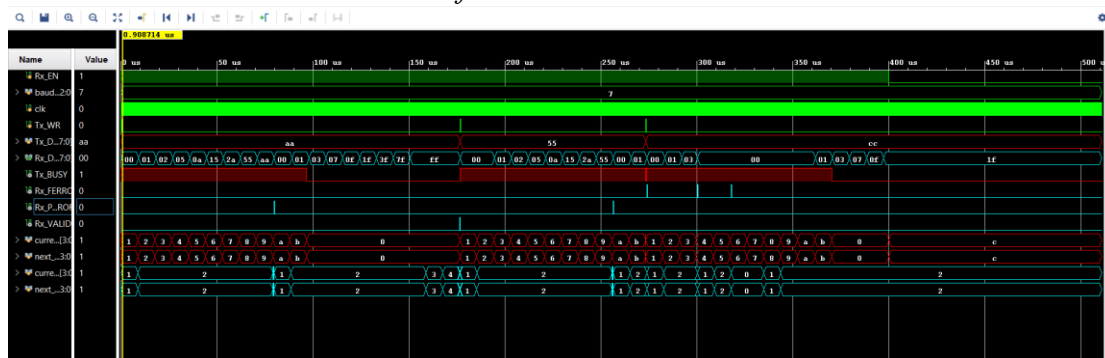 0.988714 us
Name Value 0 us 50 us 100 us 150 us 200 us 250 us 300 us 350 us 400 us 450 us 500 u
Rx_EN 1
baud...2:0 7 7
clk 0
Tx_WR 0
Tx_D...7:0] aa aa 55 cc
Rx_D...7:0 00 00 01 02 05 0a 15 2a 55 aa 00 01 03 07 0f 1f 3f 7f ff 00 01 02 05 0a 15 2a 55 00 01 00 01 03 00 01 03 07 0f 1f
Tx_BUSY 1
Rx_FERRO 0
Rx_P...ROR 0
Rx_VALID 0
curre...[3:0 1 1 2 3 4 5 6 7 8 9 a b 0 1 2 3 4 5 6 7 8 9 a b 1 2 3 4 5 6 7 8 9 a b 0 c
next_...3:0 1 1 2 3 4 5 6 7 8 9 a b 0 1 2 3 4 5 6 7 8 9 a b 1 2 3 4 5 6 7 8 9 a b 0 c
curre...[3:0 1 1 2 1 2 3 4 1 2 1 2 1 2 1 2 0 1 2
next_...3:0 1 1 2 1 2 3 4 1 2 1 2 1 2 1 2 0 1 2